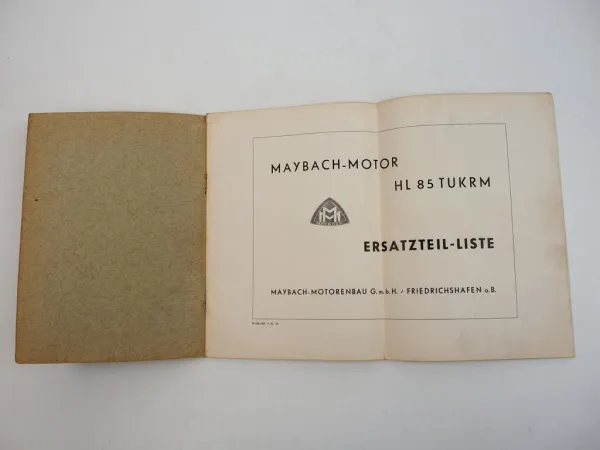 MAYBACH-MOTOR
HL 85 TUKRM
ERSATZTEIL-LISTE
MAYBACH-MOTORENBAU G.m.b.H. / FRIEDRICHSHAFEN a.B.